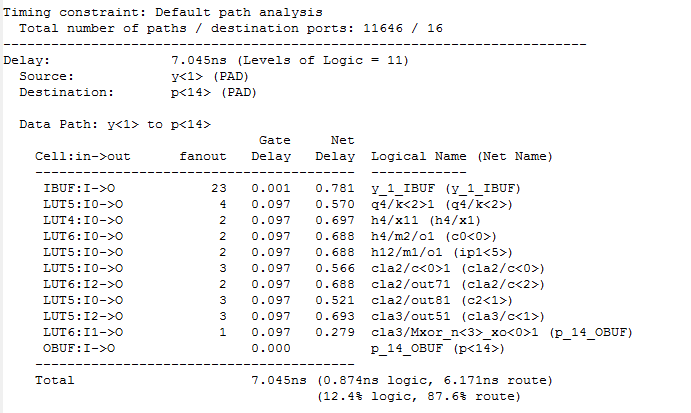 Timing constraint: Default path analysis
  Total number of paths / destination ports: 11646 / 16
-------------------------------------------------------------------------
Delay:               7.045ns (Levels of Logic = 11)
  Source:            y<1> (PAD)
  Destination:       p<14> (PAD)
  Data Path: y<1> to p<14>
                                Gate     Net
    Cell:in->out      fanout   Delay   Delay  Logical Name (Net Name)
    ----------------------------------------  ------------
     IBUF:I->O            23   0.001   0.781  y_1_IBUF (y_1_IBUF)
     LUT5:I0->O            4   0.097   0.570  q4/k<2>1 (q4/k<2>)
     LUT4:I0->O            2   0.097   0.697  h4/x11 (h4/x1)
     LUT6:I0->O            2   0.097   0.688  h4/m2/o1 (c0<0>)
     LUT5:I0->O            2   0.097   0.688  h12/m1/o1 (ip1<5>)
     LUT5:I0->O            3   0.097   0.566  cla2/c<0>1 (cla2/c<0>)
     LUT6:I2->O            2   0.097   0.688  cla2/out71 (cla2/c<2>)
     LUT5:I0->O            3   0.097   0.521  cla2/out81 (c2<1>)
     LUT5:I2->O            3   0.097   0.693  cla3/out51 (cla3/c<1>)
     LUT6:I1->O            1   0.097   0.279  cla3/Mxor_n<3>_xo<0>1 (p_14_OBUF)
     OBUF:I->O                 0.000          p_14_OBUF (p<14>)
    ----------------------------------------
    Total                      7.045ns (0.874ns logic, 6.171ns route)
                                       (12.4% logic, 87.6% route)